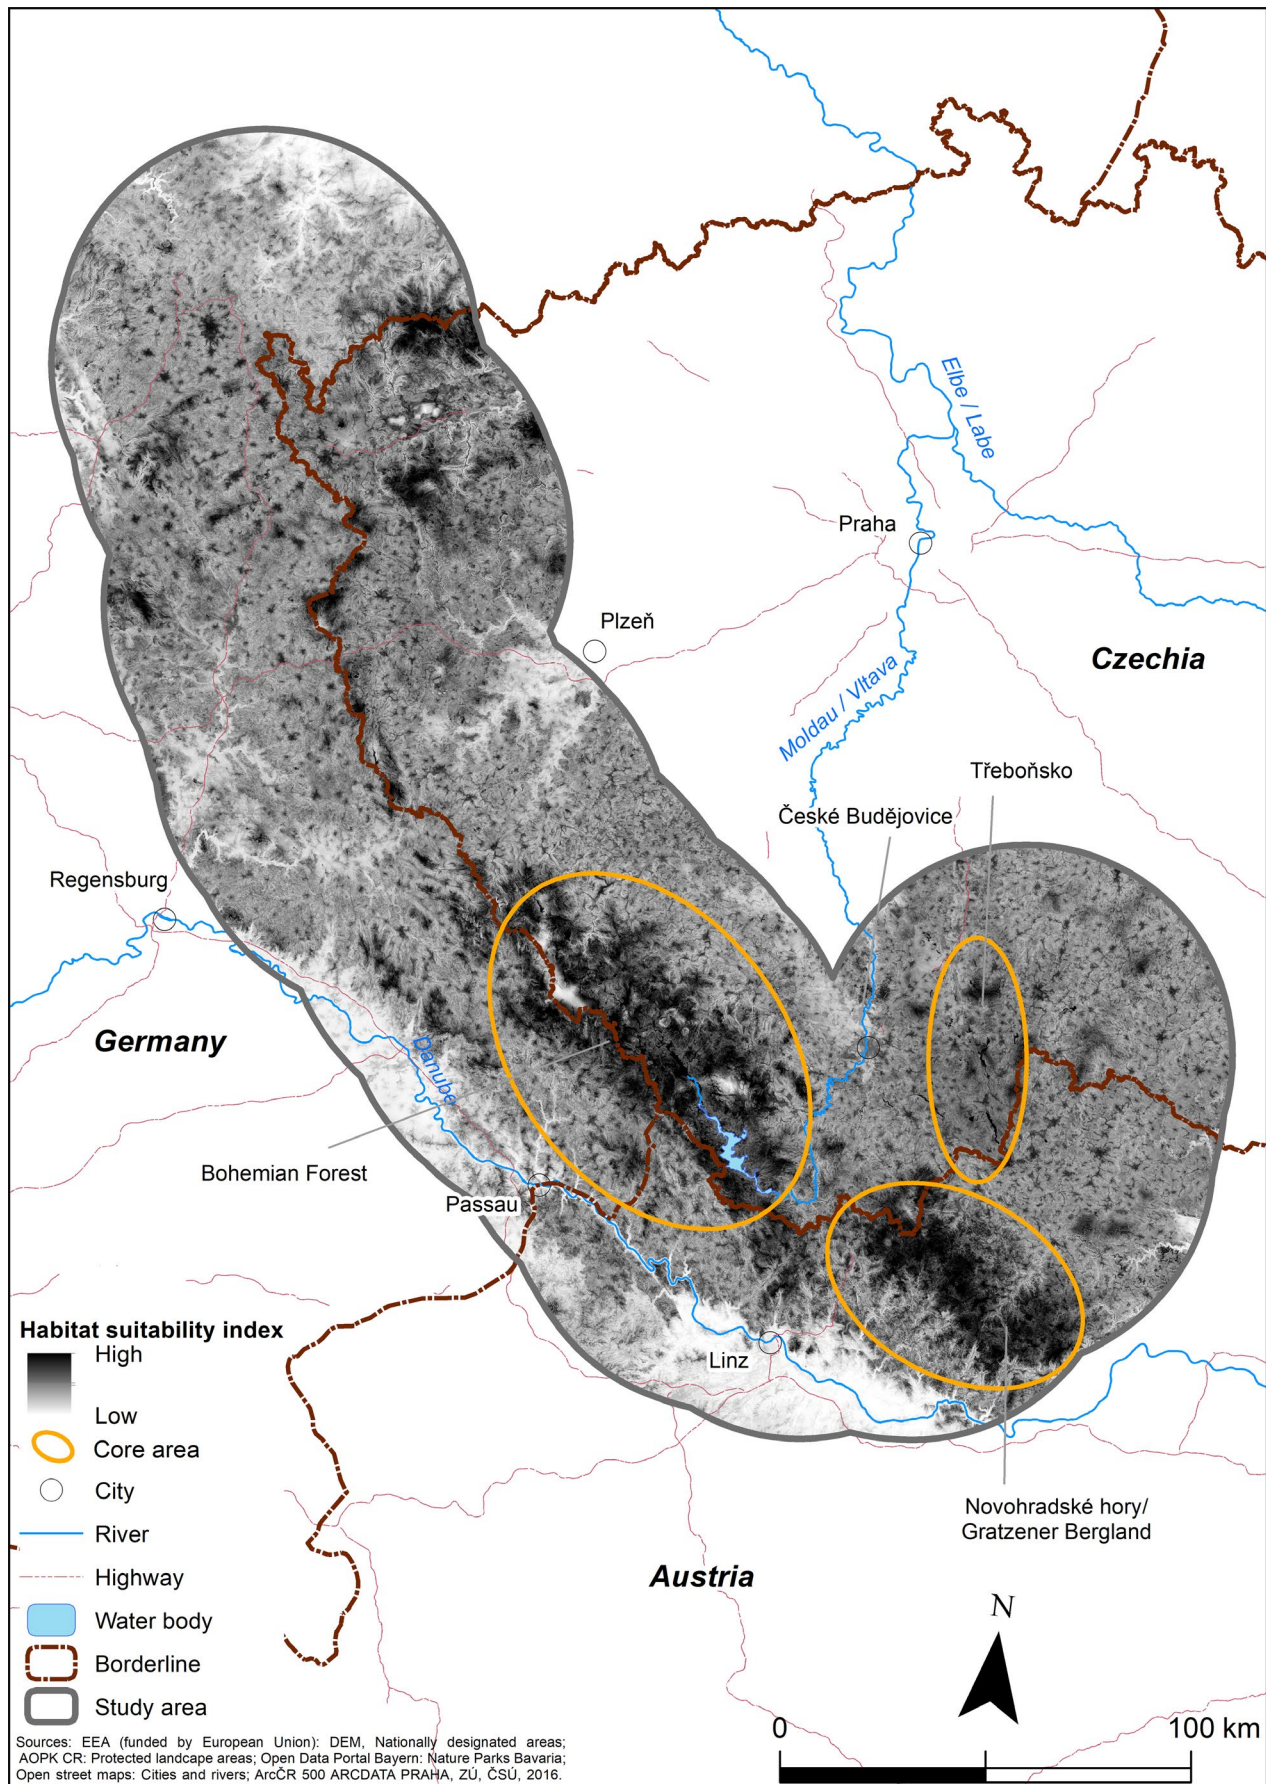 Elbe / Labe
Praha
Plzeň
Czechia
Moldau / Vltava
Třeboňsko
České Budějovice
Regensburg
Germany
Danube
Bohemian Forest
Passau
Habitat suitability index
High
Low
Core area
City
River
Highway
Water body
Borderline
Study area
Linz
Novohradské hory/
Gratzener Bergland
Austria
N
0 100 km
Sources: EEA (funded by European Union): DEM, Nationally designated areas;
AOPK CR: Protected landcape areas; Open Data Portal Bayern: Nature Parks Bavaria;
Open street maps: Cities and rivers; ArcČR 500 ARCDATA PRAHA, ZÚ, ČSÚ, 2016.